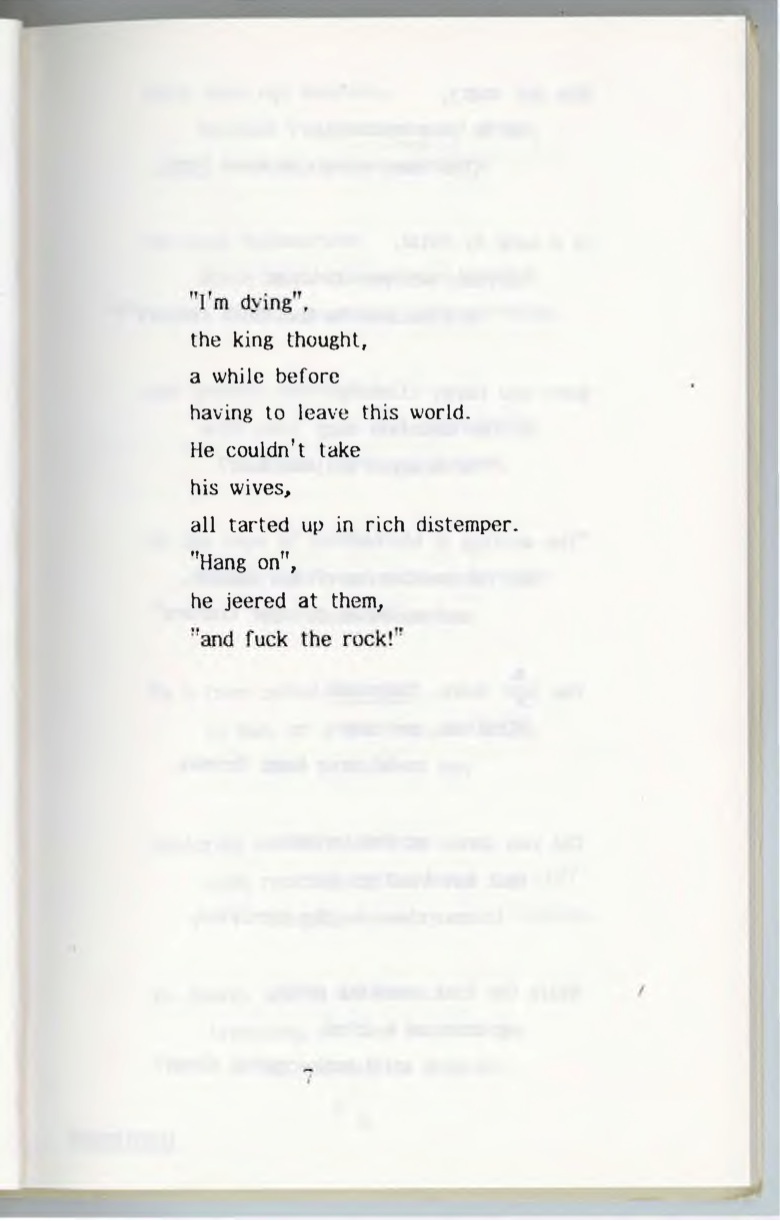 "I'm dying",
the king thought,
a while before
having to leave this world.
He couldn't take
his wives,
all tarted up in rich distemper.
"Hang on",
he jeered at them,
"and fuck the rock!"
7